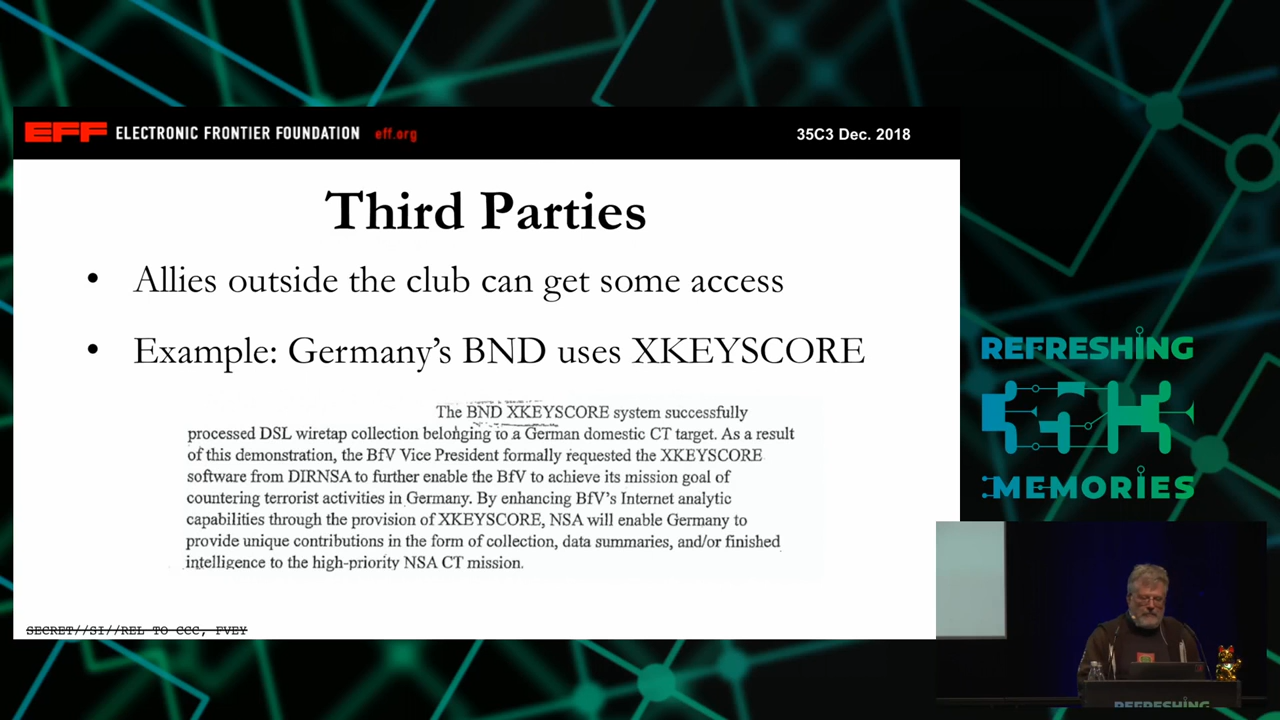 EFF ELECTRONIC FRONTIER FOUNDATION eff.org
35C3 Dec. 2018
Third Parties
• Allies outside the club can get some access
• Example: Germany's BND uses XKEYSCORE
The BND XKEYSCORE system successfully
processed DSL wiretap collection belonging to a German domestic CT target. As a result
of this demonstration, the BfV Vice President formally requested the XKEYSCORE
software from DIRNSA to further enable the BfV to achieve its mission goal of
countering terrorist activities in Germany. By enhancing BfV's Internet analytic
capabilities through the provision of XKEYSCORE, NSA will enable Germany to
provide unique contributions in the form of collection, data summaries, and/or finished
intelligence to the high-priority NSA CT mission.
SECRET//SI//REL TO CCC, FVEY
REFRESHING
MEMORIES
REFRESHING